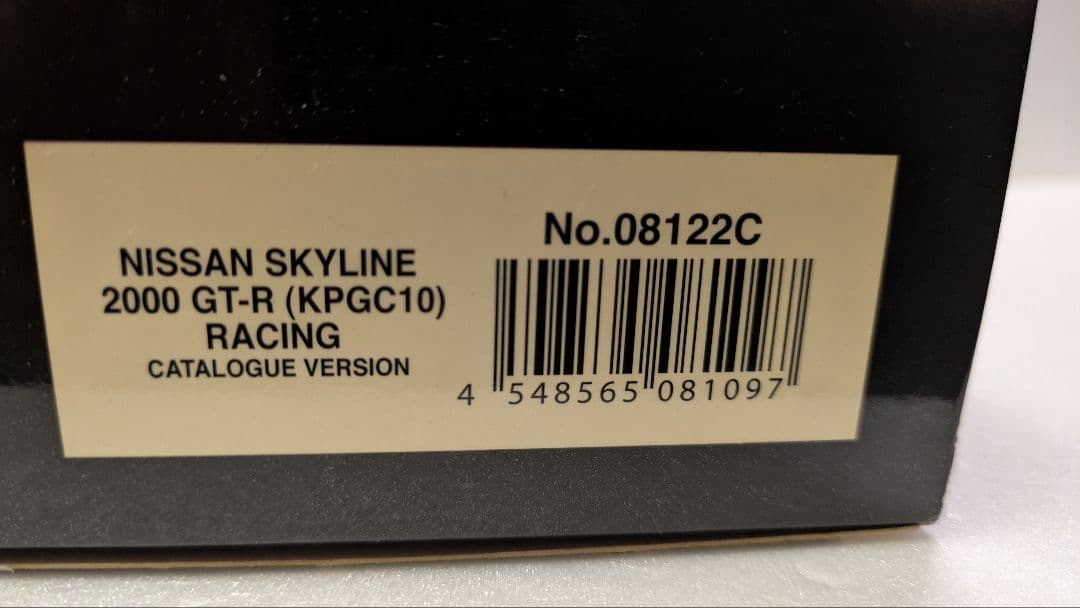 NISSAN SKYLINE
2000 GT-R (KPGC10)
RACING
CATALOGUE VERSION
No.08122C
4 548565 081097